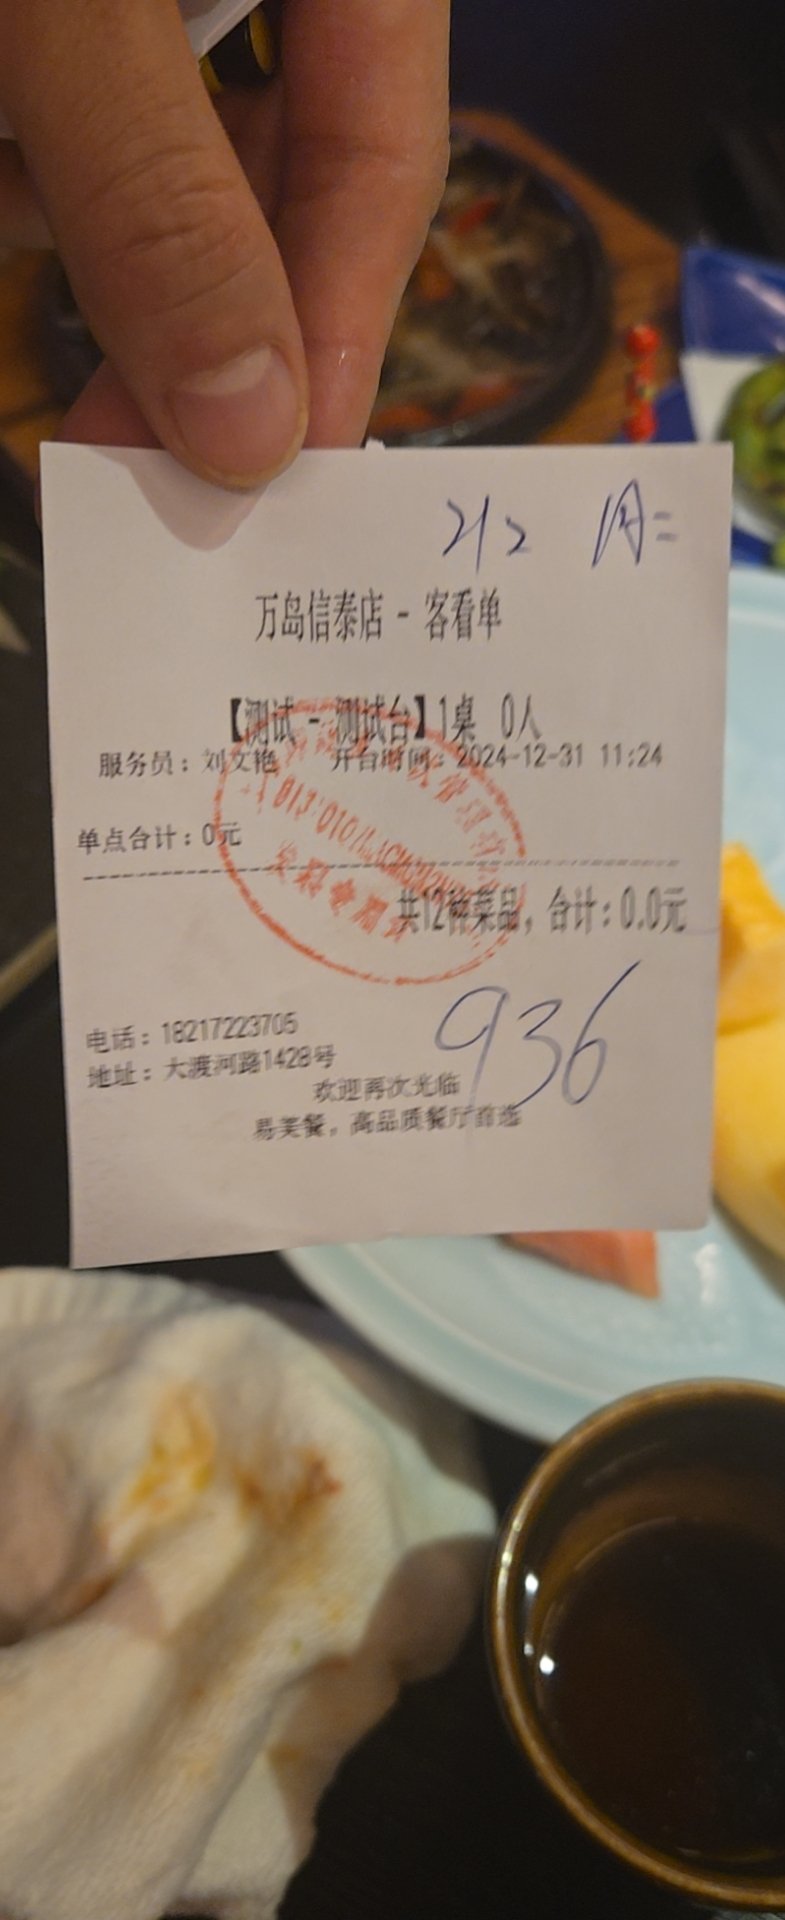 212 周二
万岛信泰店 - 客看单
【测试 - 测试台】1桌 0人
服务员：刘文艳 开台时间：2024-12-31 11:24
单点合计：0元
共12种菜品，合计：0.0元
936
电话：18217223705
地址：大渡河路1428号
欢迎再次光临
易芙餐，高品质餐厅首选